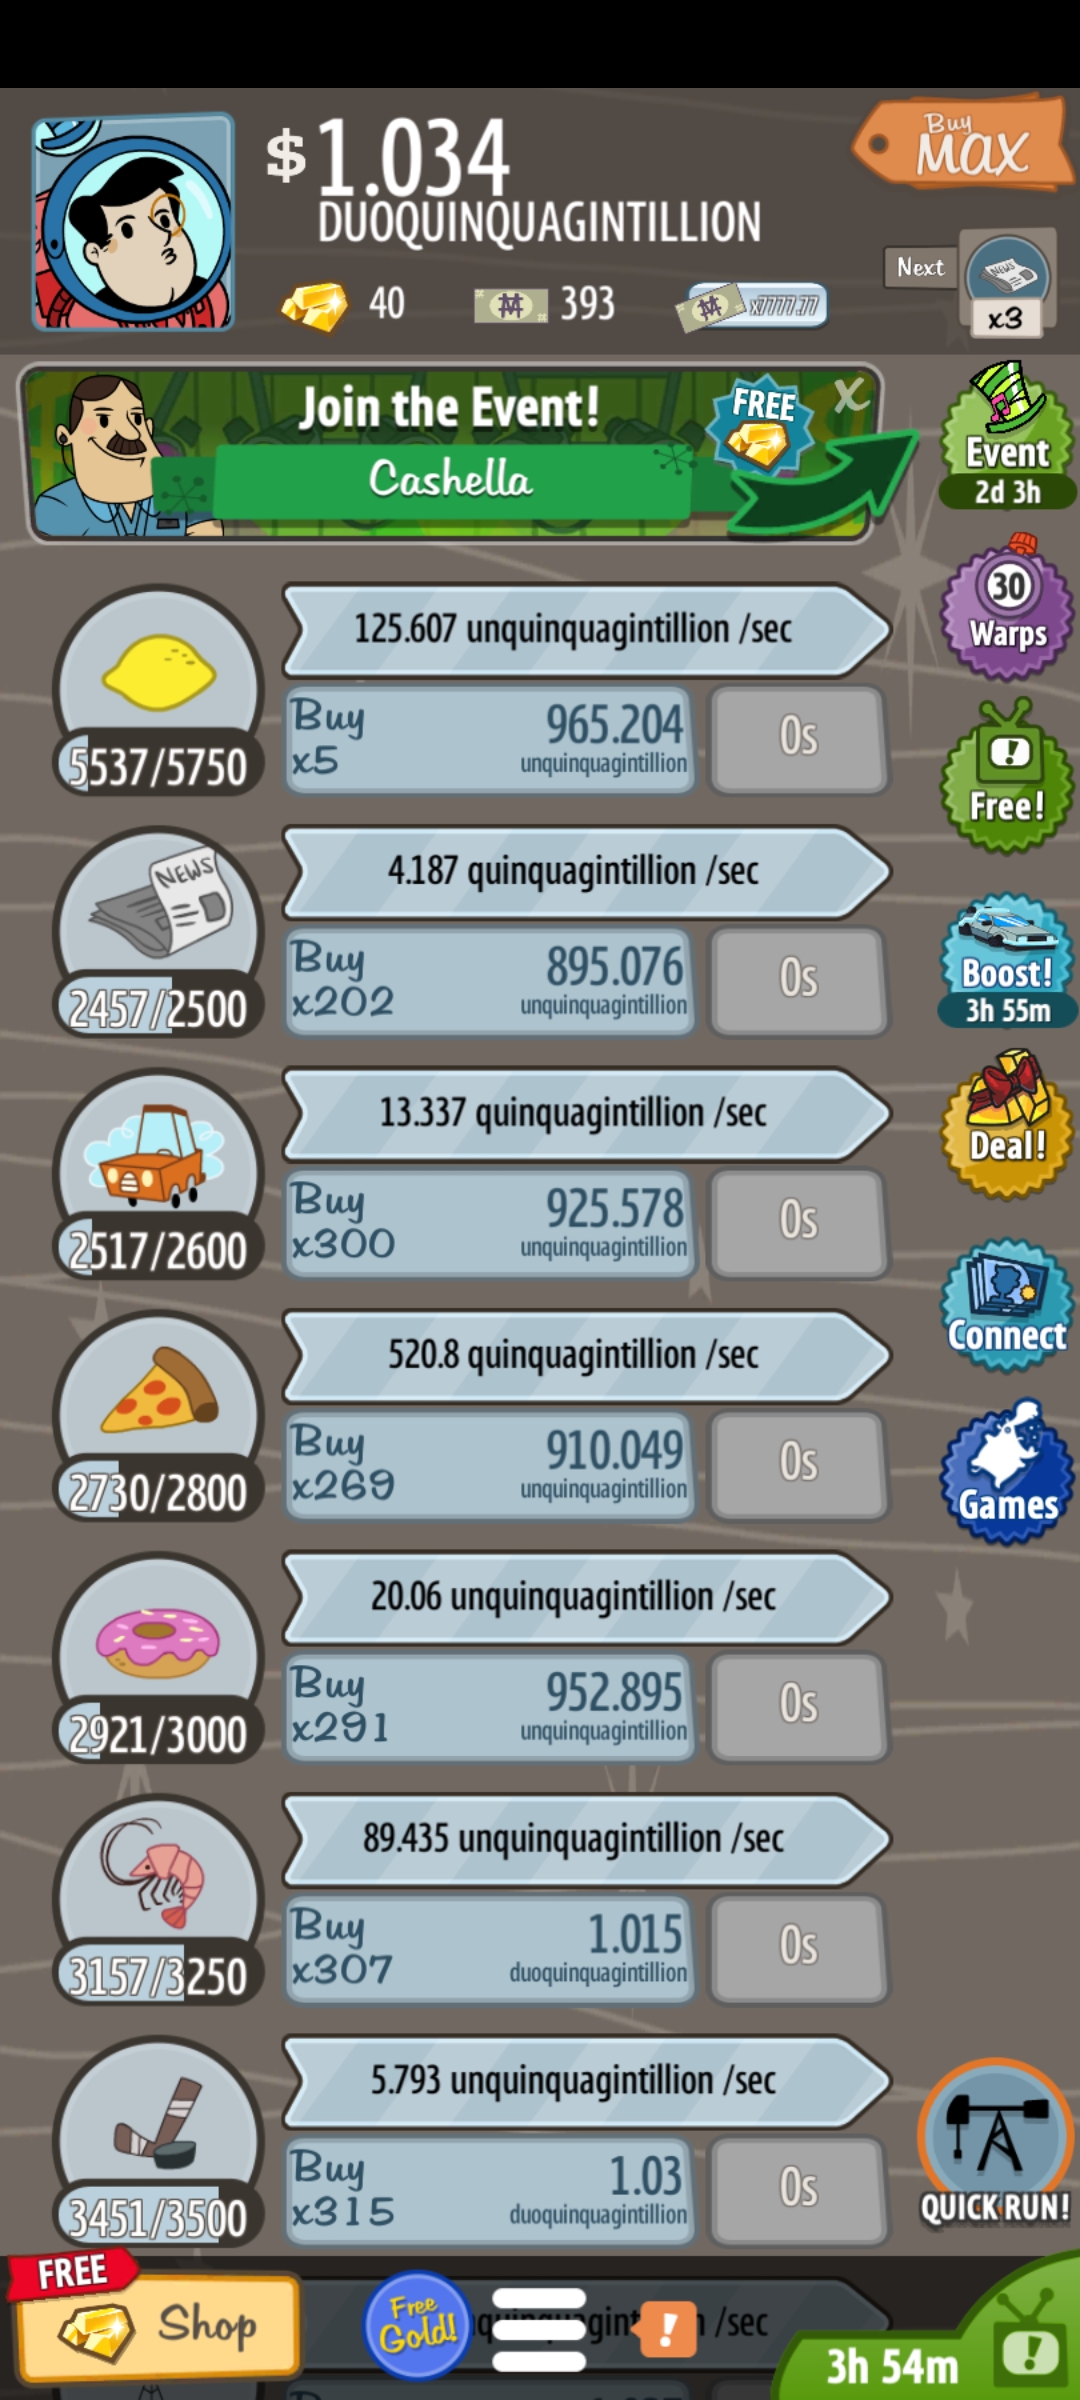 $1.034
DUOQUINQUAGINTILLION
Buy
MAX
40
393
x7777.77
Next
x3
Join the Event!
Cashella
FREE
X
Event
2d 3h
30
Warps
125.607 unquinquagintillion /sec
5537/5750
Buy
x5
965.204
unquinquagintillion
0s
!
Free!
NEWS
4.187 quinquagintillion /sec
2457/2500
Buy
x202
895.076
unquinquagintillion
0s
Boost!
3h 55m
13.337 quinquagintillion /sec
2517/2600
Buy
x300
925.578
unquinquagintillion
0s
Deal!
Connect
520.8 quinquagintillion /sec
2730/2800
Buy
x269
910.049
unquinquagintillion
0s
Games
20.06 unquinquagintillion /sec
2921/3000
Buy
x291
952.895
unquinquagintillion
0s
89.435 unquinquagintillion /sec
3157/3250
Buy
x307
1.015
duoquinquagintillion
0s
5.793 unquinquagintillion /sec
3451/3500
Buy
x315
1.03
duoquinquagintillion
0s
QUICK RUN!
FREE
Shop
Free
Gold!
/sec
!
3h 54m
!